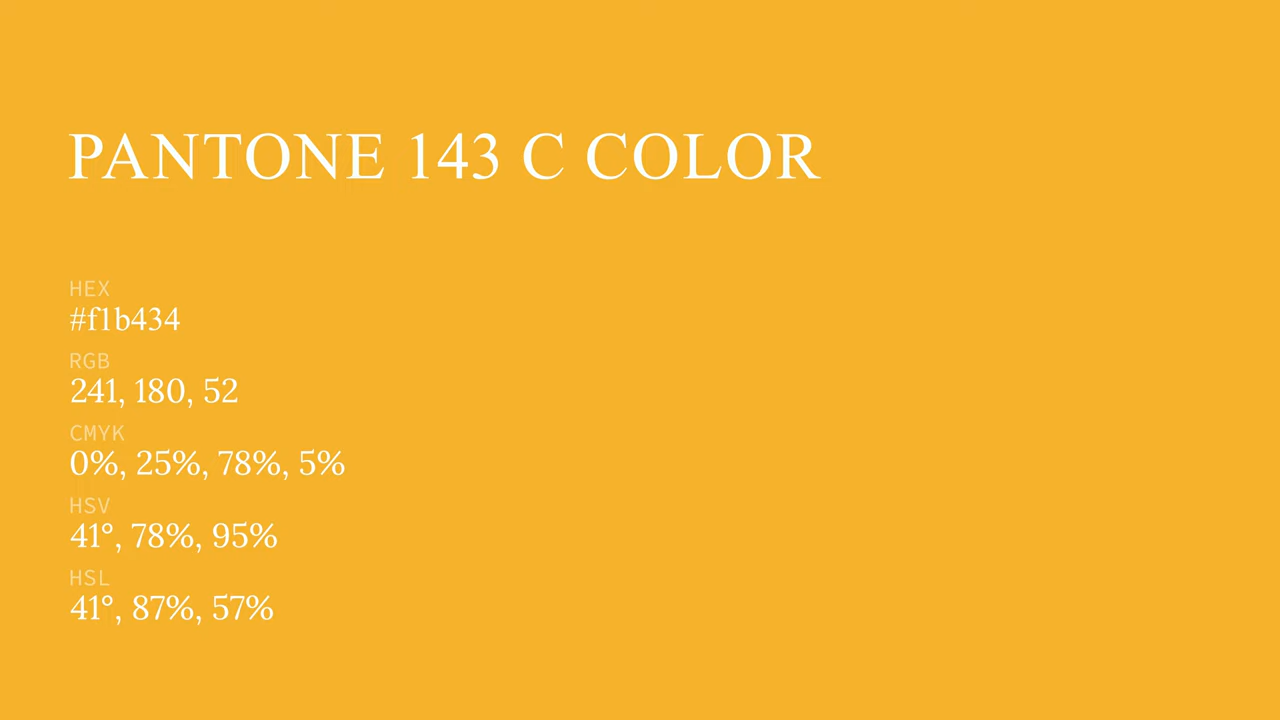 PANTONE 143 C COLOR
HEX
#f1b434
RGB
241, 180, 52
CMYK
0%, 25%, 78%, 5%
HSV
41°, 78%, 95%
HSL
41°, 87%, 57%